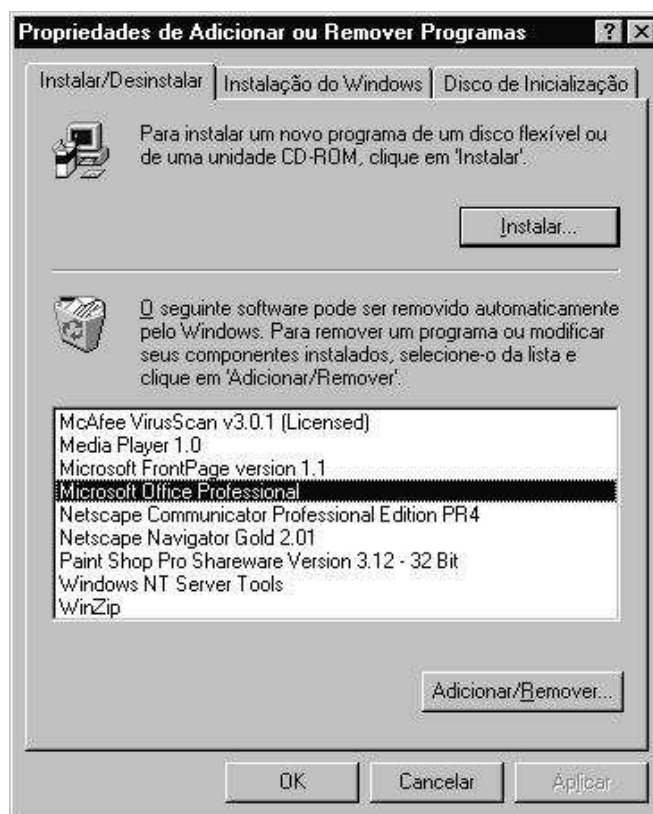 Propriedades de Adicionar ou Remover Programas
Instalar/Desinstalar
Instalação do Windows
Disco de Inicialização
Para instalar um novo programa de um disco flexível ou
de uma unidade CD-ROM, clique em 'Instalar'.
Instalar...
O seguinte software pode ser removido automaticamente
pelo Windows. Para remover um programa ou modificar
seus componentes instalados, selecione-o da lista e
clique em 'Adicionar/Remover'.
McAfee VirusScan v3.0.1 (Licensed)
Media Player 1.0
Microsoft FrontPage version 1.1
Microsoft Office Professional
Netscape Communicator Professional Edition PR4
Netscape Navigator Gold 2.01
Paint Shop Pro Shareware Version 3.12 - 32 Bit
Windows NT Server Tools
WinZip
Adicionar/Remover...
OK
Cancelar
Aplicar